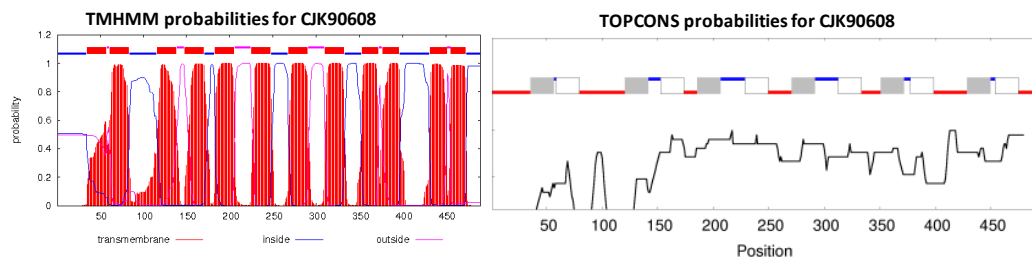 TMHMM probabilities for CJK90608
1.2
1
0.8
0.6
0.4
0.2
0
probability
50 100 150 200 250 300 350 400 450
transmembrane inside outside
TOPCONS probabilities for CJK90608
50 100 150 200 250 300 350 400 450
Position